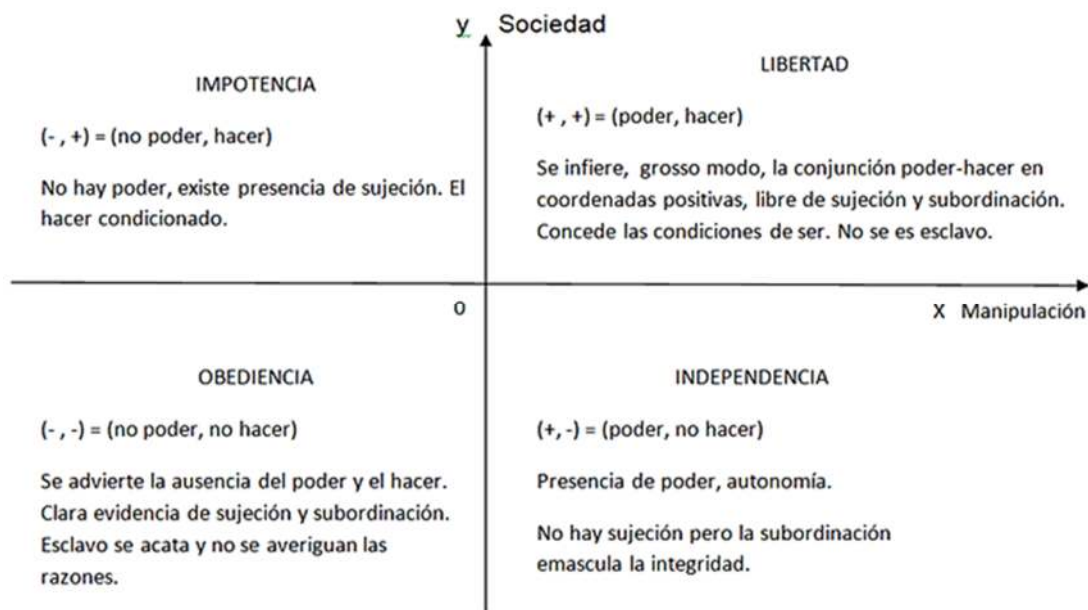 y Sociedad
IMPOTENCIA
(- , +) = (no poder, hacer)
No hay poder, existe presencia de sujeción. El
hacer condicionado.
LIBERTAD
(+ , +) = (poder, hacer)
Se infiere, grosso modo, la conjunción poder-hacer en
coordenadas positivas, libre de sujeción y subordinación.
Concede las condiciones de ser. No se es esclavo.
0
X Manipulación
OBEDIENCIA
(- , -) = (no poder, no hacer)
Se advierte la ausencia del poder y el hacer.
Clara evidencia de sujeción y subordinación.
Esclavo se acata y no se averiguan las
razones.
INDEPENDENCIA
(+, -) = (poder, no hacer)
Presencia de poder, autonomía.
No hay sujeción pero la subordinación
emascula la integridad.